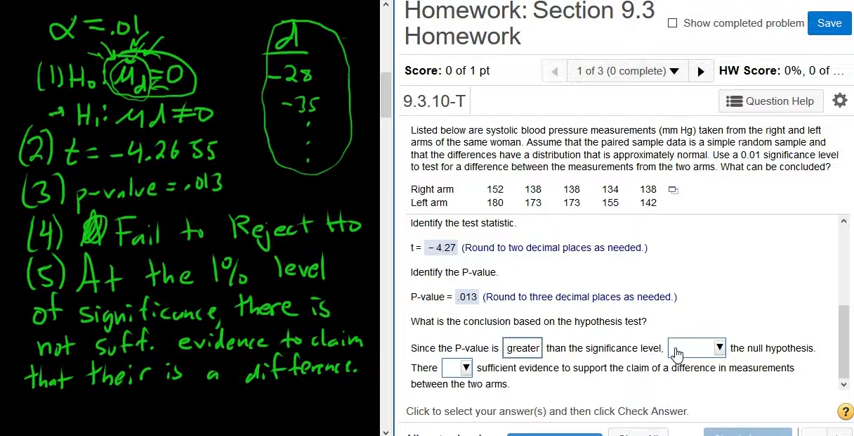 α = .01
(1) H₀: μd = 0
→ H₁: μd ≠ 0
(2) t = -4.2655
(3) p-value = .013
(4) Fail to Reject Ho
(5) At the 1% level
of significance, there is
not suff. evidence to claim
that their is a difference.
d
-28
-35
.
.
.
Homework: Section 9.3
Homework
Show completed problem
Save
Score: 0 of 1 pt
1 of 3 (0 complete)
HW Score: 0%, 0 of ...
9.3.10-T
Question Help
Listed below are systolic blood pressure measurements (mm Hg) taken from the right and left
arms of the same woman. Assume that the paired sample data is a simple random sample and
that the differences have a distribution that is approximately normal. Use a 0.01 significance level
to test for a difference between the measurements from the two arms. What can be concluded?
Right arm 152 138 138 134 138
Left arm 180 173 173 155 142
Identify the test statistic.
t = - 4.27 (Round to two decimal places as needed.)
Identify the P-value.
P-value = .013 (Round to three decimal places as needed.)
What is the conclusion based on the hypothesis test?
Since the P-value is greater than the significance level, the null hypothesis.
There sufficient evidence to support the claim of a difference in measurements
between the two arms.
Click to select your answer(s) and then click Check Answer.
?